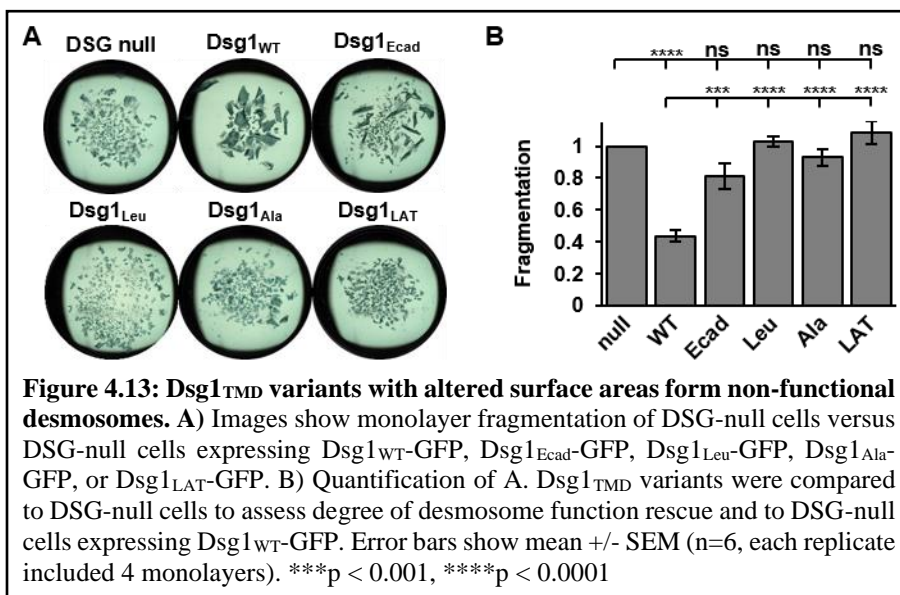 A
DSG null Dsg1WT Dsg1Ecad
Dsg1Leu Dsg1Ala Dsg1LAT
B
**** ns ns ns ns
*** **** **** ****
Fragmentation
1
0.8
0.6
0.4
0.2
0
null WT Ecad Leu Ala LAT
Figure 4.13: Dsg1TMD variants with altered surface areas form non-functional
desmosomes. A) Images show monolayer fragmentation of DSG-null cells versus
DSG-null cells expressing Dsg1WT-GFP, Dsg1Ecad-GFP, Dsg1Leu-GFP, Dsg1Ala-
GFP, or Dsg1LAT-GFP. B) Quantification of A. Dsg1TMD variants were compared
to DSG-null cells to assess degree of desmosome function rescue and to DSG-null
cells expressing Dsg1WT-GFP. Error bars show mean +/- SEM (n=6, each replicate
included 4 monolayers). ***p < 0.001, ****p < 0.0001